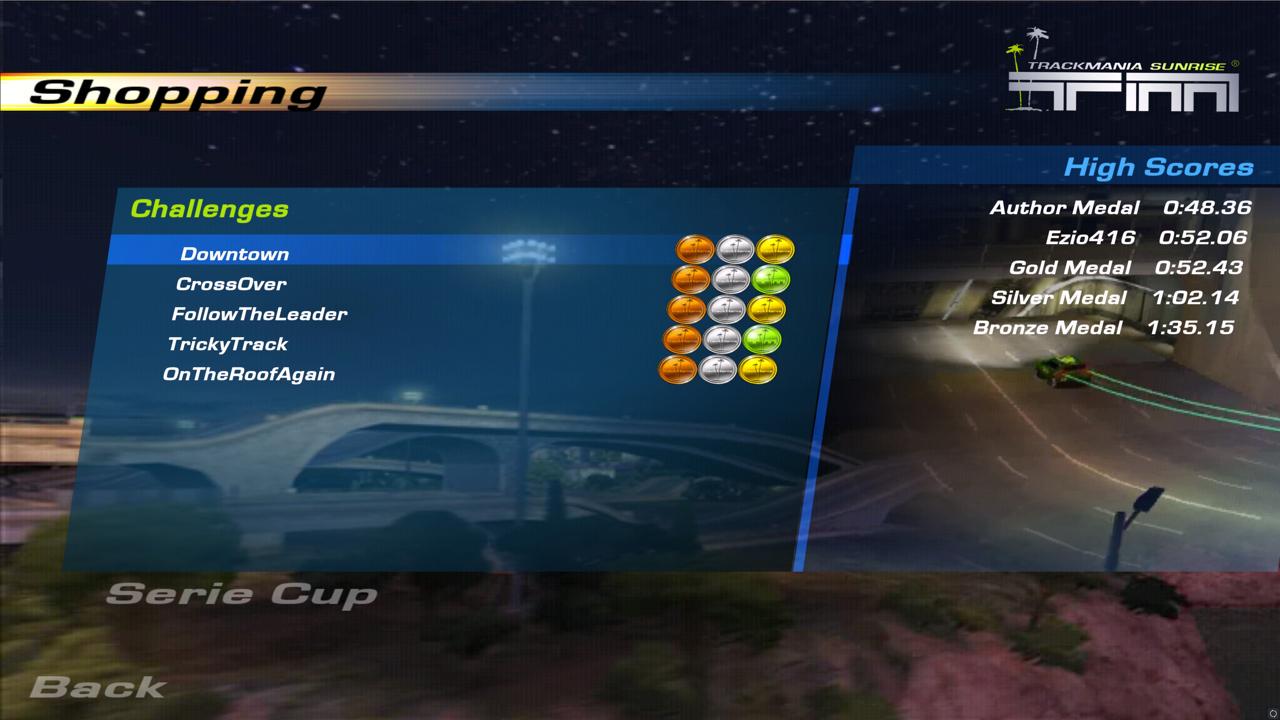 Shopping
TRACKMANIA SUNRISE ®
TM
High Scores
Challenges
Downtown
CrossOver
FollowTheLeader
TrickyTrack
OnTheRoofAgain
Author Medal 0:48.36
Ezio416 0:52.06
Gold Medal 0:52.43
Silver Medal 1:02.14
Bronze Medal 1:35.15
Serie Cup
Back